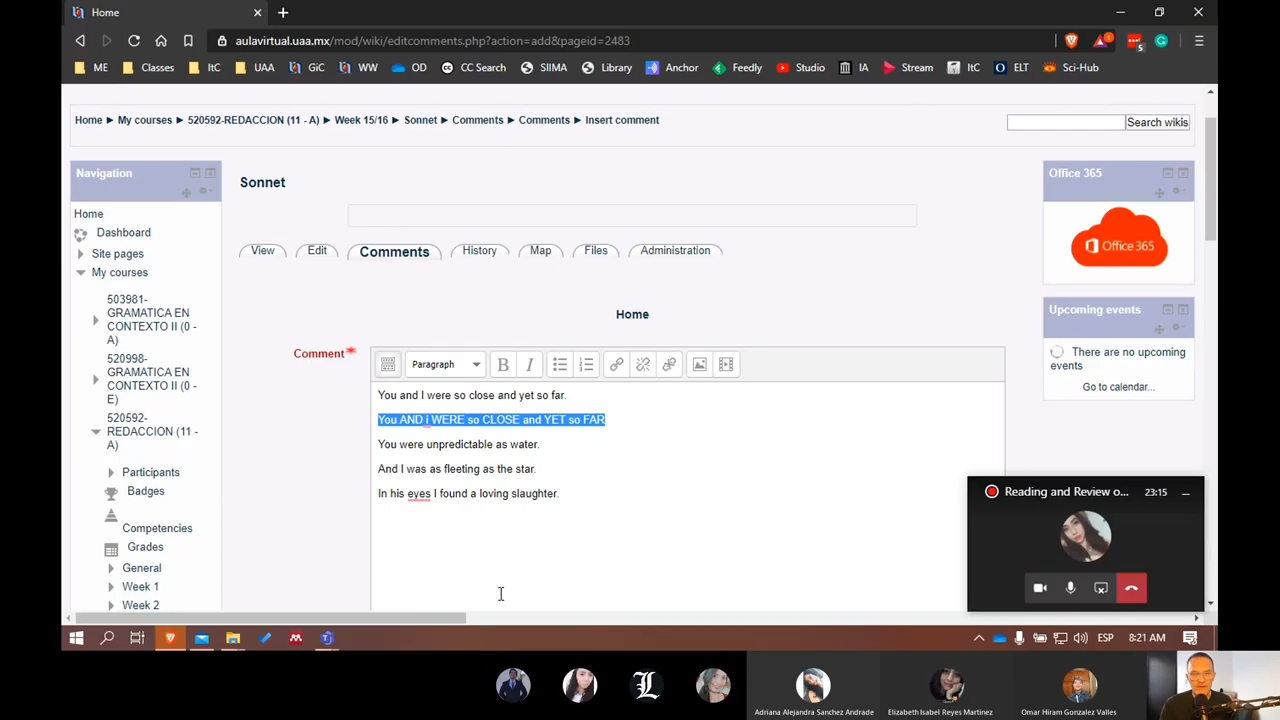 Home
aulavirtual.uaa.mx/mod/wiki/editcomments.php?action=add&pageid=2483
1
5
ME Classes ItC UAA GiC WW OD CC Search SIIMA Library Anchor Feedly Studio IA Stream ItC ELT Sci-Hub
Home ► My courses ► 520592-REDACCION (11 - A) ► Week 15/16 ► Sonnet ► Comments ► Comments ► Insert comment
Search wikis
Navigation
Home
Dashboard
Site pages
My courses
503981-
GRAMATICA EN
CONTEXTO II (0 -
A)
520998-
GRAMATICA EN
CONTEXTO II (0 -
E)
520592-
REDACCION (11 -
A)
Participants
Badges
Competencies
Grades
General
Week 1
Week 2
Sonnet
View Edit Comments History Map Files Administration
Home
Comment
Paragraph
B I
You and I were so close and yet so far.
You AND i WERE so CLOSE and YET so FAR
You were unpredictable as water.
And I was as fleeting as the star.
In his eyes I found a loving slaughter.
Office 365
Office 365
Upcoming events
There are no upcoming
events
Go to calendar...
Reading and Review o... 23:15
ESP 8:21 AM
L
Adriana Alejandra Sanchez Andrade
Elizabeth Isabel Reyes Martinez
Omar Hiram Gonzalez Valles